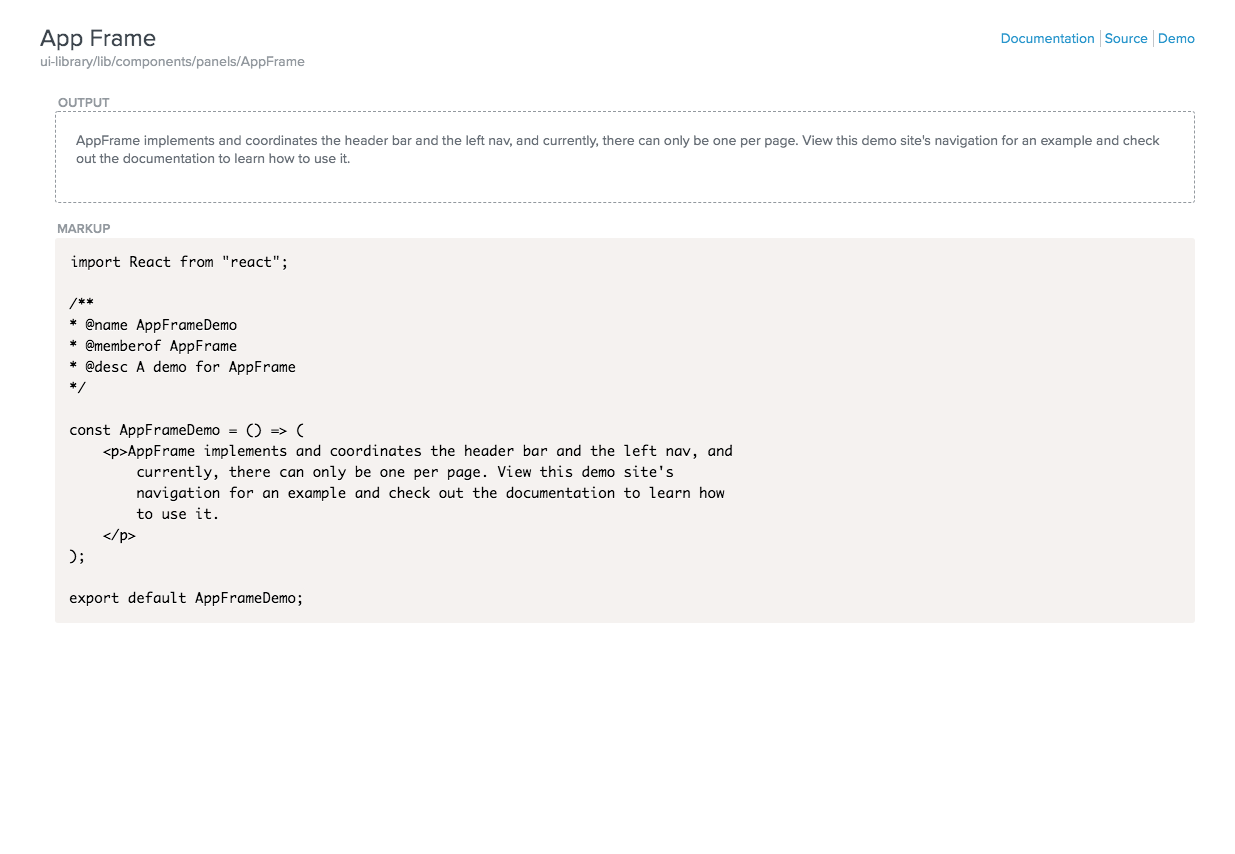 App Frame
Documentation Source Demo
ui-library/lib/components/panels/AppFrame
OUTPUT
AppFrame implements and coordinates the header bar and the left nav, and currently, there can only be one per page. View this demo site's navigation for an example and check
out the documentation to learn how to use it.
MARKUP
import React from "react";
/**
* @name AppFrameDemo
* @memberof AppFrame
* @desc A demo for AppFrame
*/
const AppFrameDemo = () => (
    <p>AppFrame implements and coordinates the header bar and the left nav, and
        currently, there can only be one per page. View this demo site's
        navigation for an example and check out the documentation to learn how
        to use it.
    </p>
);
export default AppFrameDemo;